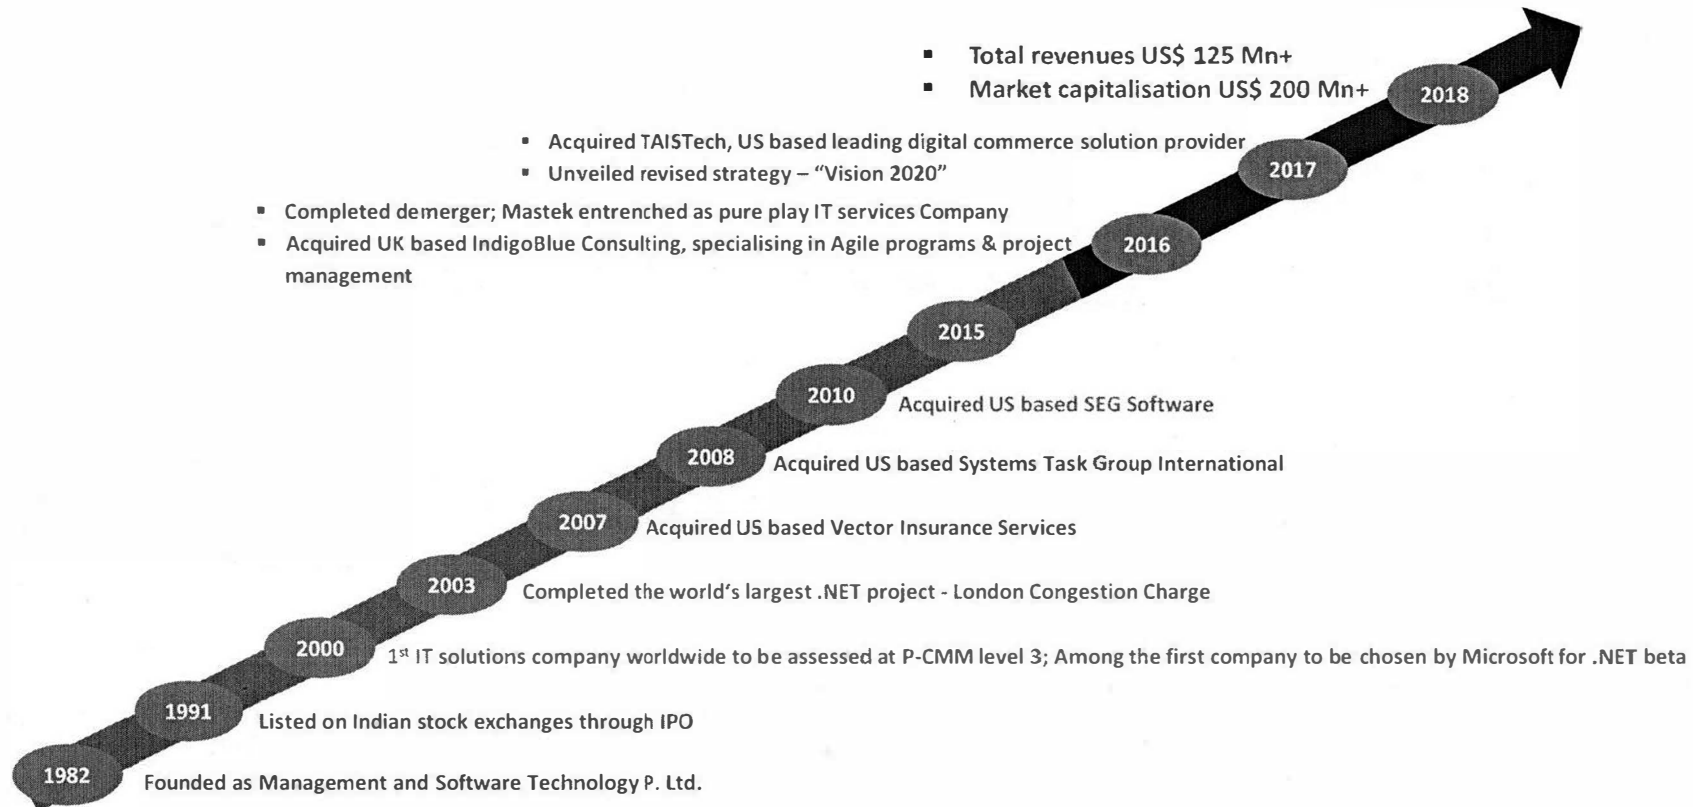 ▪ Total revenues US$ 125 Mn+
▪ Market capitalisation US$ 200 Mn+
2018
▪ Acquired TAISTech, US based leading digital commerce solution provider
▪ Unveiled revised strategy – “Vision 2020”
2017
▪ Completed demerger; Mastek entrenched as pure play IT services Company
▪ Acquired UK based IndigoBlue Consulting, specialising in Agile programs & project
management
2016
2015
2010
Acquired US based SEG Software
2008
Acquired US based Systems Task Group International
2007
Acquired US based Vector Insurance Services
2003
Completed the world's largest .NET project - London Congestion Charge
2000
1st IT solutions company worldwide to be assessed at P-CMM level 3; Among the first company to be chosen by Microsoft for .NET beta
1991
Listed on Indian stock exchanges through IPO
1982
Founded as Management and Software Technology P. Ltd.